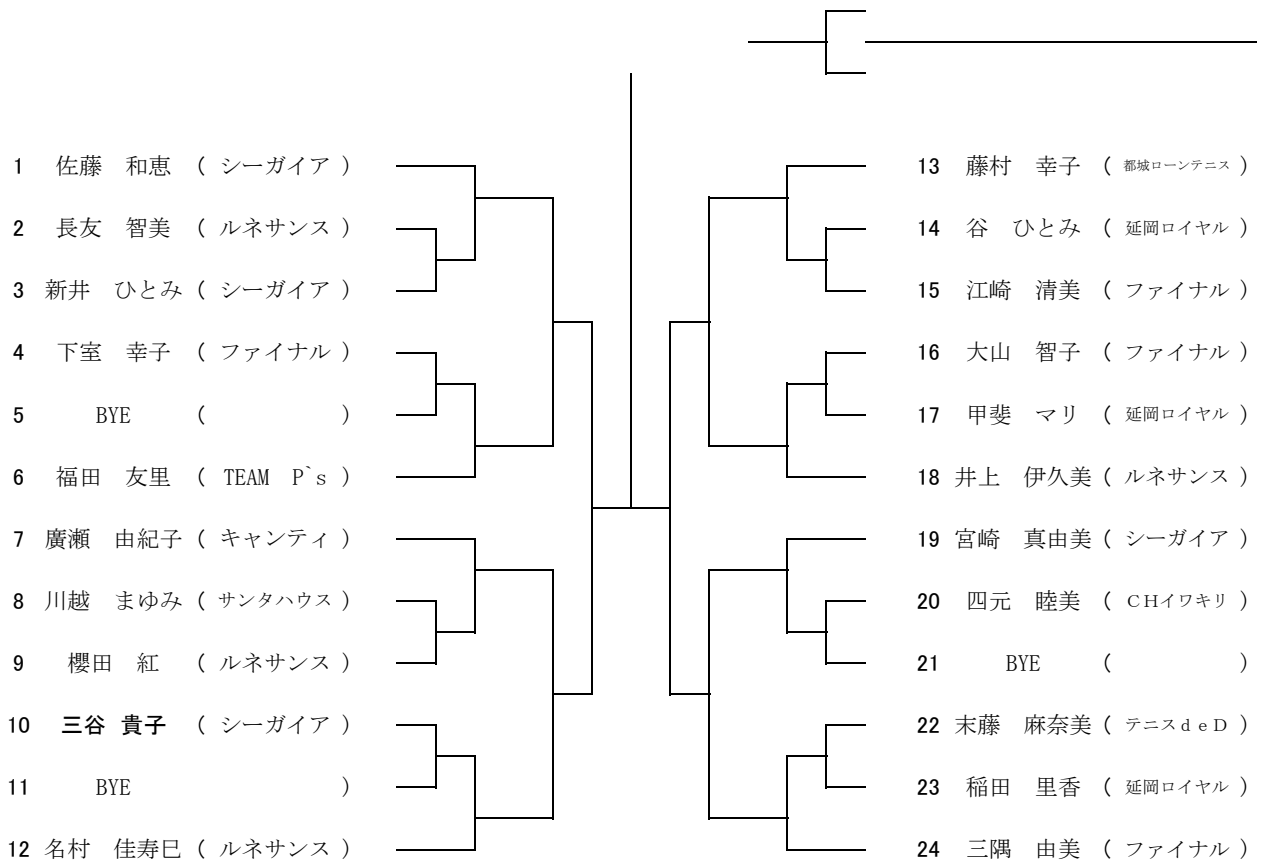 1 佐藤 和恵 ( シーガイア )
2 長友 智美 ( ルネサンス )
3 新井 ひとみ ( シーガイア )
4 下室 幸子 ( ファイナル )
5 BYE ( )
6 福田 友里 ( TEAM P`s )
7 廣瀬 由紀子 ( キャンティ )
8 川越 まゆみ ( サンタハウス )
9 櫻田 紅 ( ルネサンス )
10 三谷 貴子 ( シーガイア )
11 BYE )
12 名村 佳寿巳 ( ルネサンス )
13 藤村 幸子 ( 都城ローンテニス )
14 谷 ひとみ ( 延岡ロイヤル )
15 江崎 清美 ( ファイナル )
16 大山 智子 ( ファイナル )
17 甲斐 マリ ( 延岡ロイヤル )
18 井上 伊久美 ( ルネサンス )
19 宮崎 真由美 ( シーガイア )
20 四元 睦美 ( CHイワキリ )
21 BYE ( )
22 末藤 麻奈美 ( テニスdeD )
23 稲田 里香 ( 延岡ロイヤル )
24 三隅 由美 ( ファイナル )